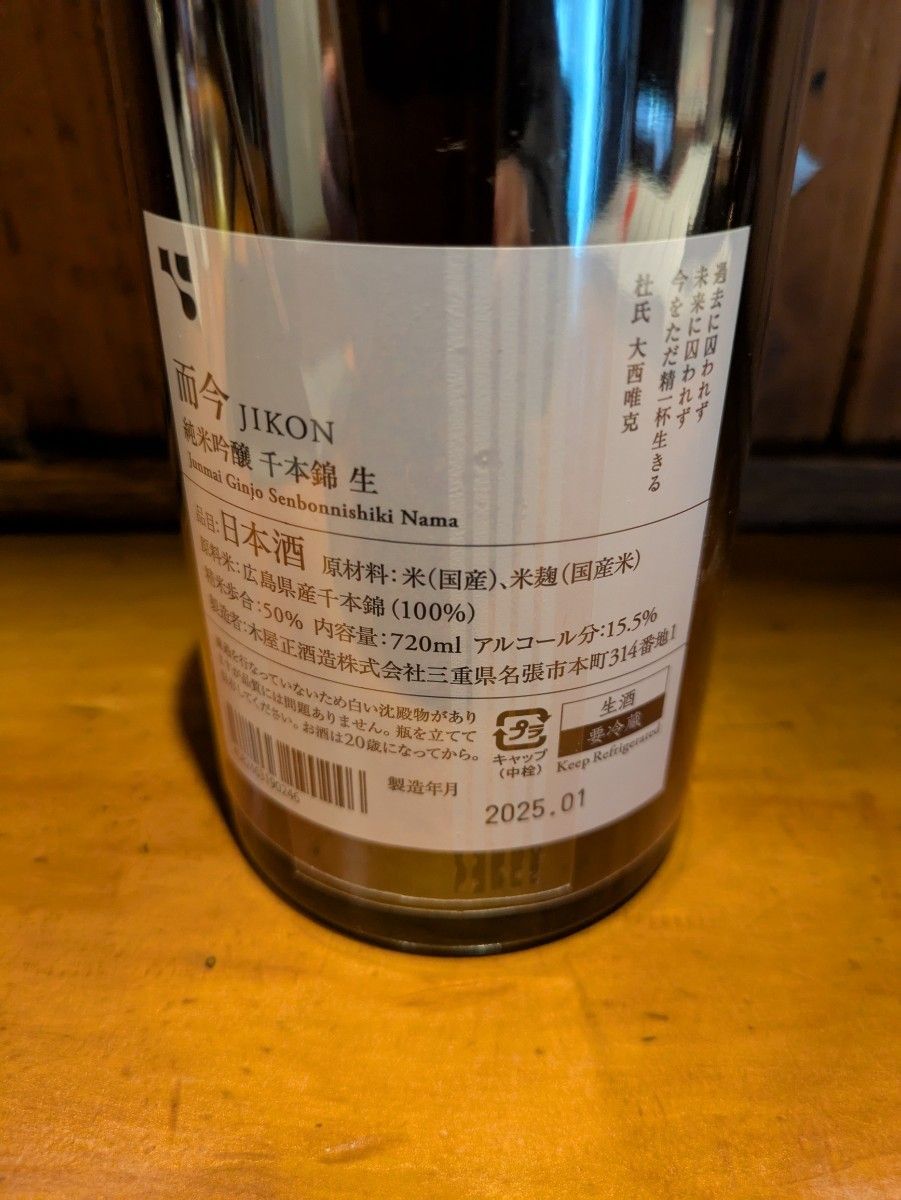 過去に囚われず
未来に囚われず
今をただ精一杯生きる
杜氏 大西唯克
而今 JIKON
純米吟醸 千本錦 生
Junmai Ginjo Senbonnishiki Nama
品目:日本酒 原材料:米(国産)、米麹(国産米)
原料米:広島県産千本錦(100%)
精米歩合:50% 内容量:720ml アルコール分:15.5%
製造者:木屋正酒造株式会社三重県名張市本町314番地1
を行なっていないため白い沈殿物があり
品質には問題ありません。瓶を立てて
してください。お酒は20歳になってから。
プラ
キャップ
(中栓)
生酒
要冷蔵
Keep Refrigerated
製造年月
2025.01